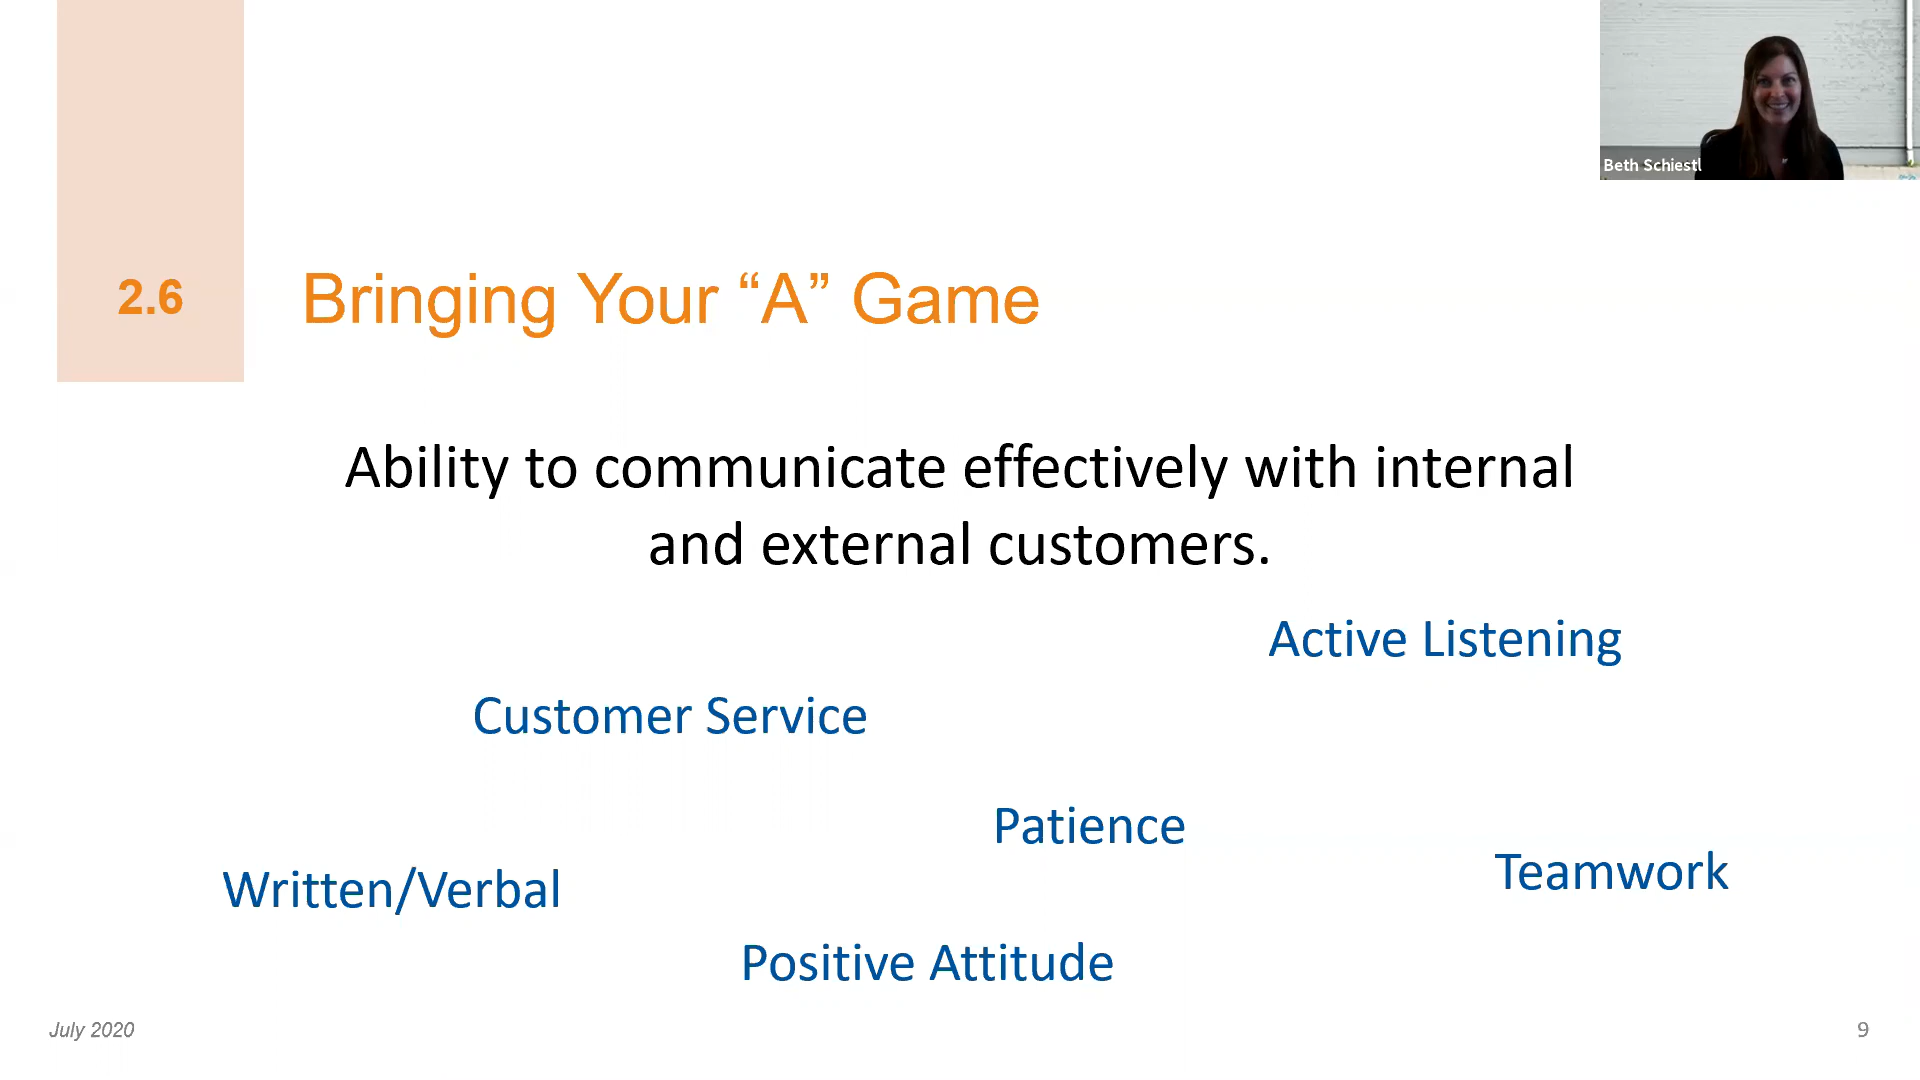 Beth Schiestl
2.6
Bringing Your “A” Game
Ability to communicate effectively with internal
and external customers.
Active Listening
Customer Service
Patience
Teamwork
Written/Verbal
Positive Attitude
July 2020
9